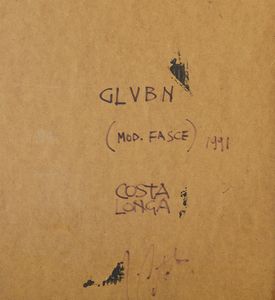 GLVBN
(MOD. FASCE) 1991
COSTA
LONGA